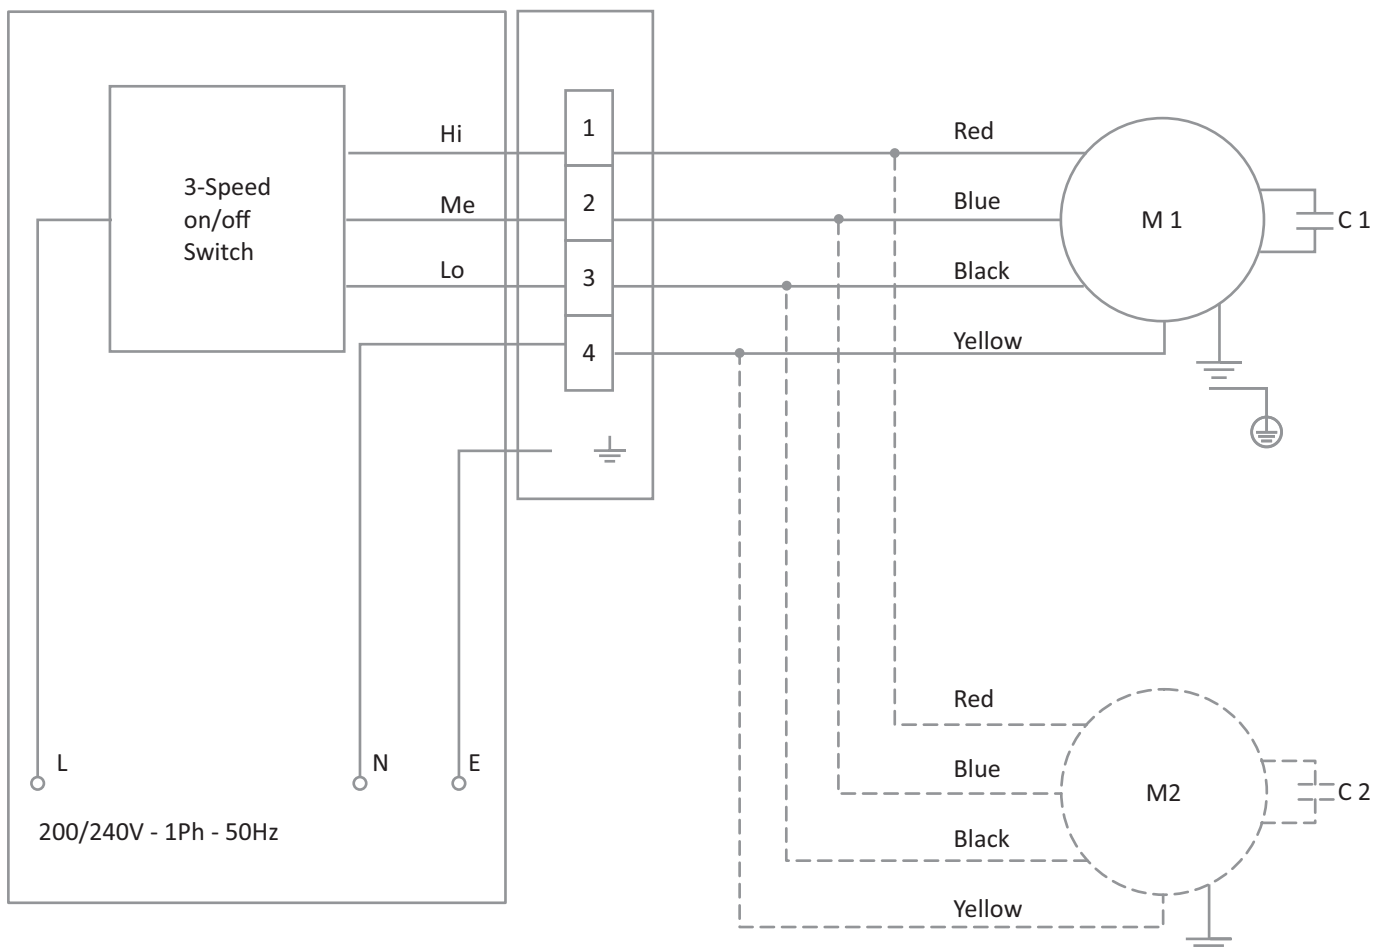 Hi
1
Red
3-Speed
on/off
Switch
Me
2
Blue
M 1
C 1
Lo
3
Black
4
Yellow
Red
L
N
E
Blue
M2
C 2
200/240V - 1Ph - 50Hz
Black
Yellow